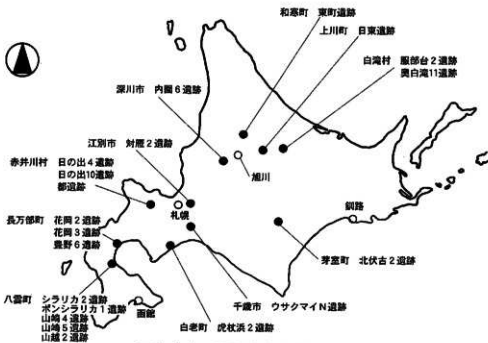 和寒町 東町遺跡
上川町 日東遺跡
白滝村 服部台2遺跡
奥白滝11遺跡
深川市 内園6遺跡
江別市 対雁2遺跡
赤井川村 日の出4遺跡
日の出10遺跡
都遺跡
旭川
札幌
釧路
長万部町 花岡2遺跡
花岡3遺跡
豊野6遺跡
芽室町 北伏古2遺跡
八雲町 シラリカ2遺跡
ポンシラリカ1遺跡
山崎4遺跡
山崎5遺跡
山越2遺跡
函館
千歳市 ウサクマイN遺跡
白老町 虎杖浜2遺跡